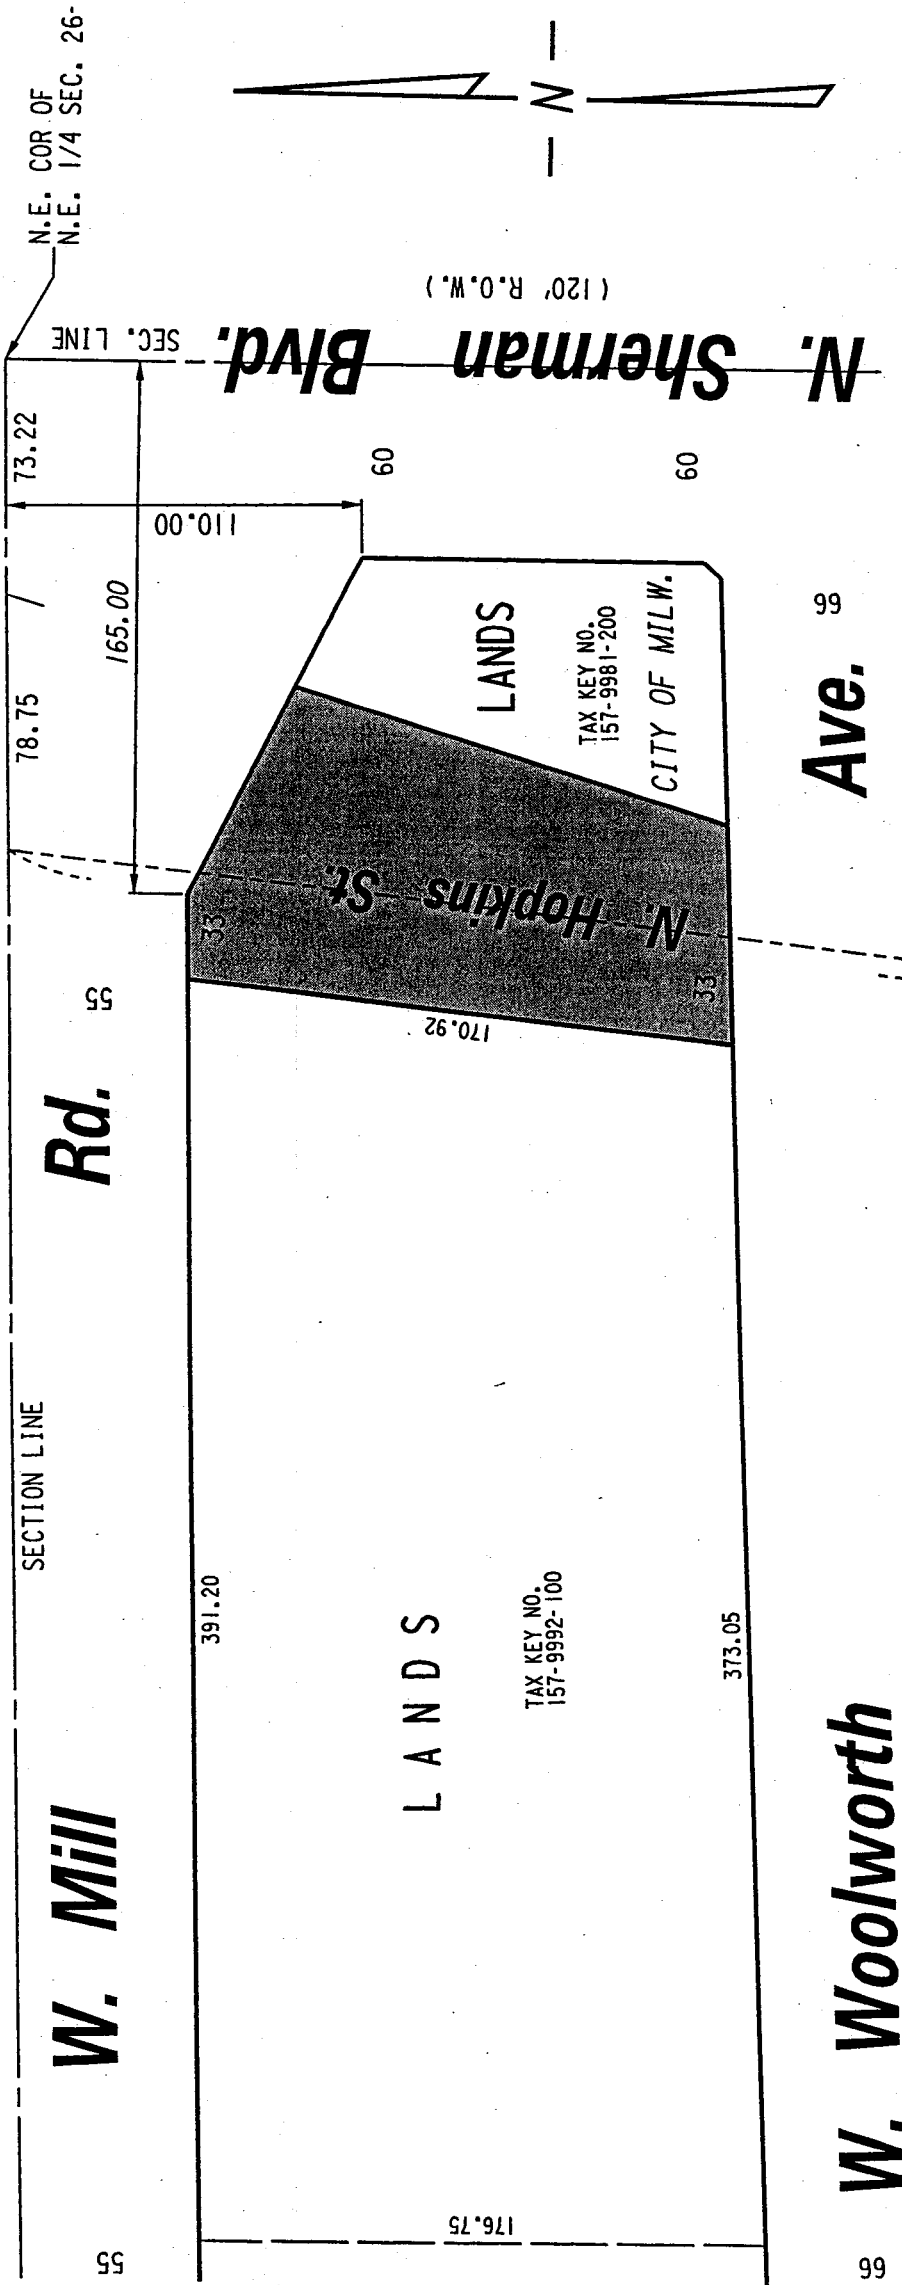 N.E. COR OF
N.E. 1/4 SEC. 26-
N
SEC. LINE
( 120' R.O.W. )
N. Sherman Blvd.
73.22
78.75
165.00
110.00
60
60
LANDS
TAX KEY NO.
157-9981-200
CITY OF MILW.
66
N. Hopkins St.
33
33
170.92
55
W. Mill Rd.
SECTION LINE
391.20
LANDS
TAX KEY NO.
157-9992-100
373.05
W. Woolworth Ave.
176.75
55
66